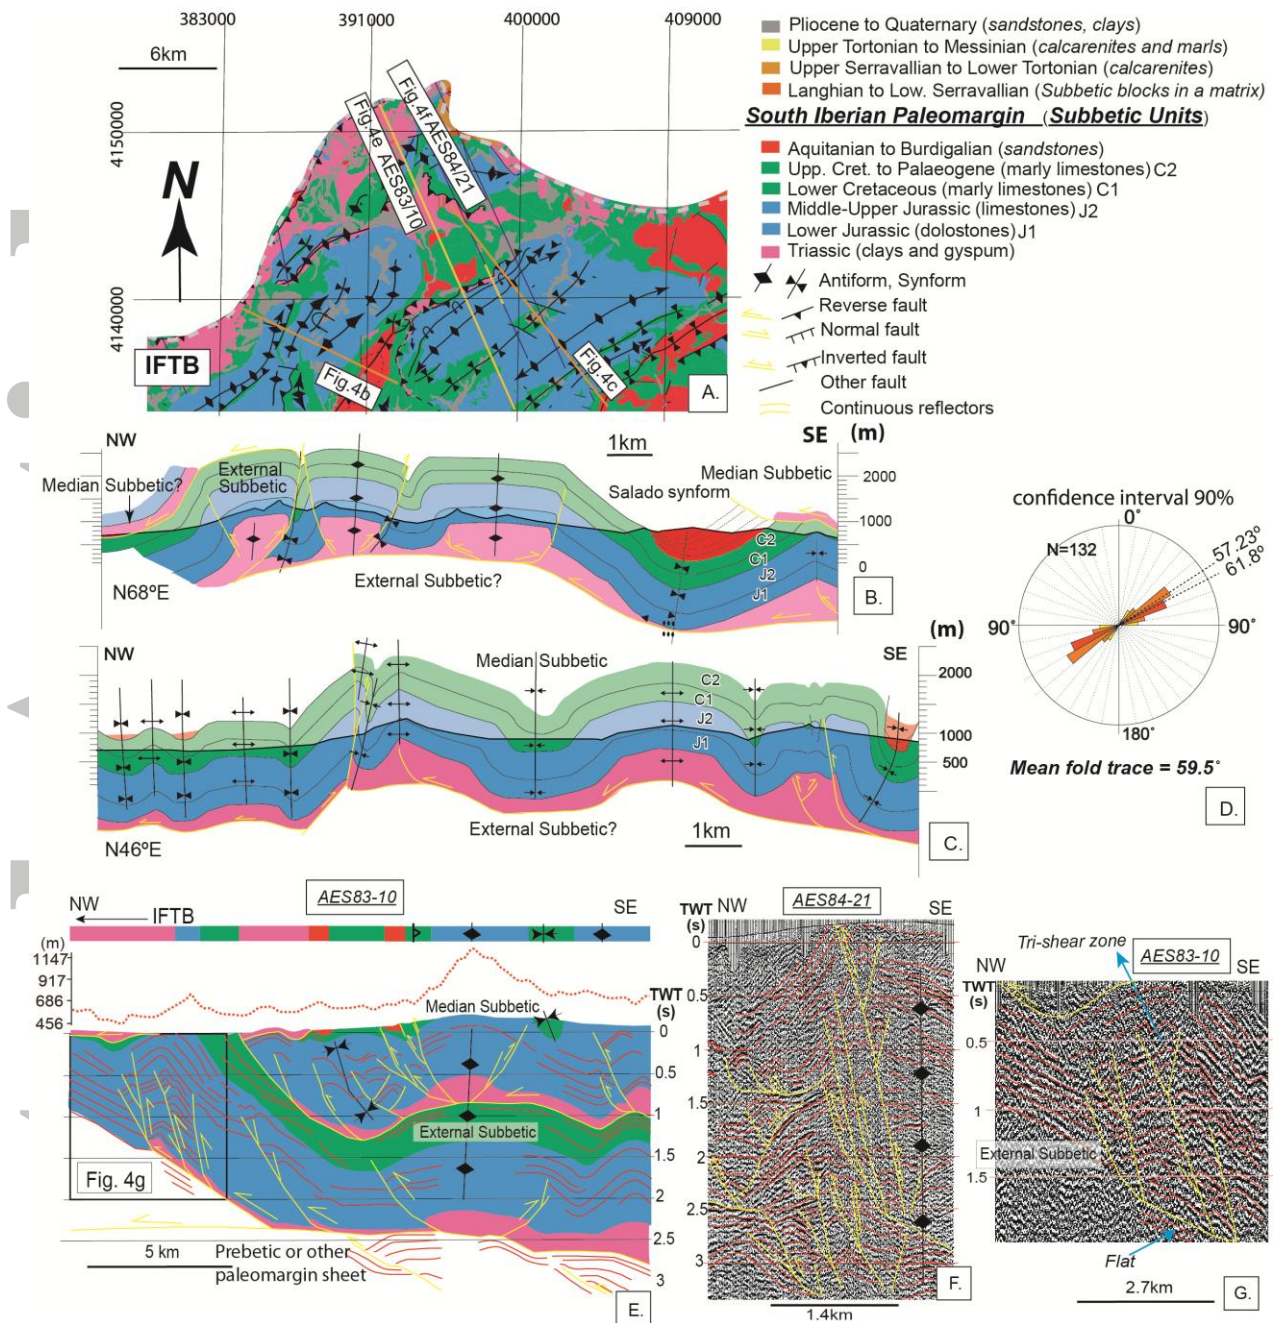 383000
391000
400000
409000
6km
4150000
4140000
N
Fig.4e AES83/10
Fig.4f AES84/21
Fig.4b
Fig.4c
IFTB
A.
Pliocene to Quaternary (sandstones, clays)
Upper Tortonian to Messinian (calcarenites and marls)
Upper Serravallian to Lower Tortonian (calcarenites)
Langhian to Low. Serravallian (Subbetic blocks in a matrix)
South Iberian Paleomargin (Subbetic Units)
Aquitanian to Burdigalian (sandstones)
Upp. Cret. to Palaeogene (marly limestones) C2
Lower Cretaceous (marly limestones) C1
Middle-Upper Jurassic (limestones) J2
Lower Jurassic (dolostones) J1
Triassic (clays and gyspum)
Antiform, Synform
Reverse fault
Normal fault
Inverted fault
Other fault
Continuous reflectors
NW
1km
SE
(m)
Median Subbetic?
External Subbetic
Salado synform
Median Subbetic
2000
1000
0
C2
C1
J2
J1
External Subbetic?
N68ºE
B.
NW
Median Subbetic
SE
(m)
2000
1000
500
C2
C1
J2
J1
External Subbetic?
1km
N46ºE
C.
confidence interval 90%
0°
N=132
57.23º
61.8º
90°
90°
180°
Mean fold trace = 59.5°
D.
NW
IFTB
AES83-10
SE
(m)
1147
917
686
456
Median Subbetic
TWT
(s)
0
0.5
1
1.5
2
2.5
3
External Subbetic
Fig. 4g
5 km
Prebetic or other
paleomargin sheet
E.
TWT
(s)
NW
AES84-21
SE
0
0.5
1
1.5
2
2.5
3
F.
1.4km
Tri-shear zone
AES83-10
NW
SE
TWT
(s)
0.5
1
1.5
External Subbetic
Flat
2.7km
G.